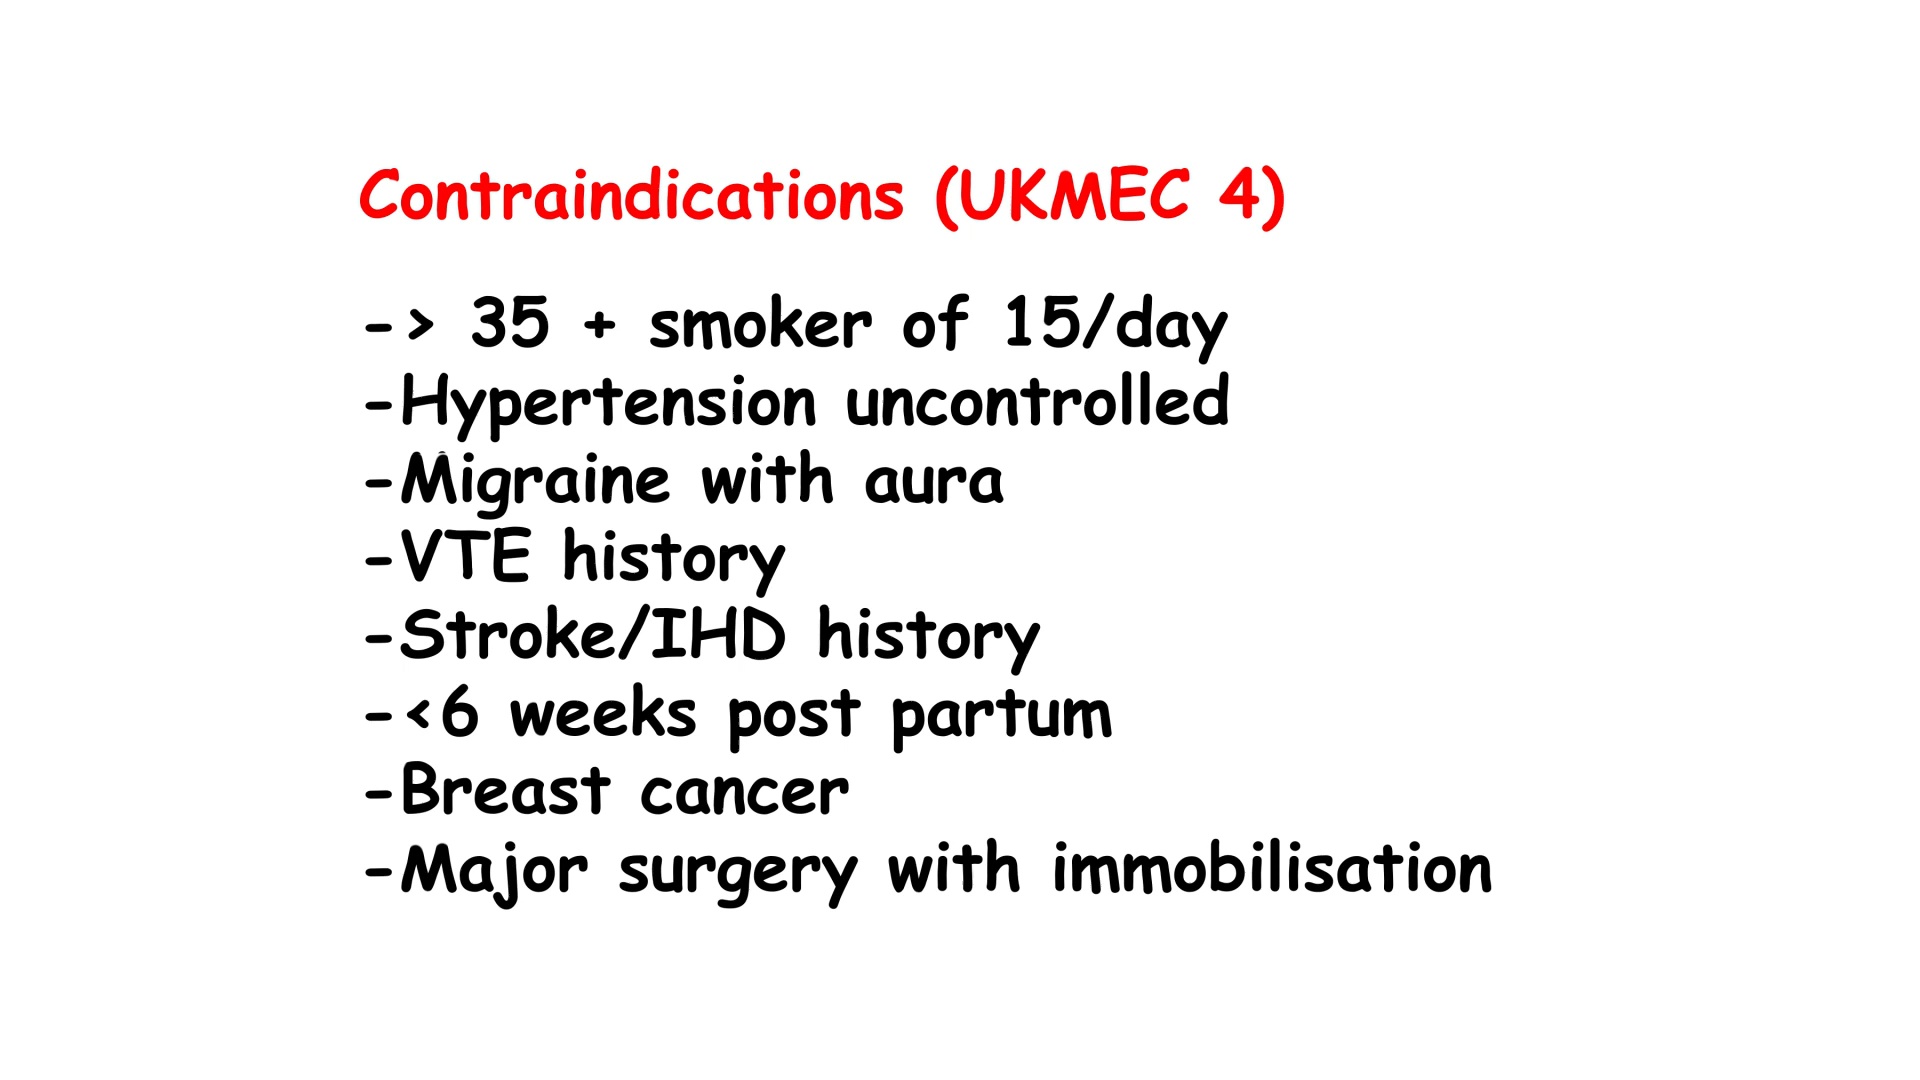 Contraindications (UKMEC 4)
-> 35 + smoker of 15/day
-Hypertension uncontrolled
-Migraine with aura
-VTE history
-Stroke/IHD history
-<6 weeks post partum
-Breast cancer
-Major surgery with immobilisation